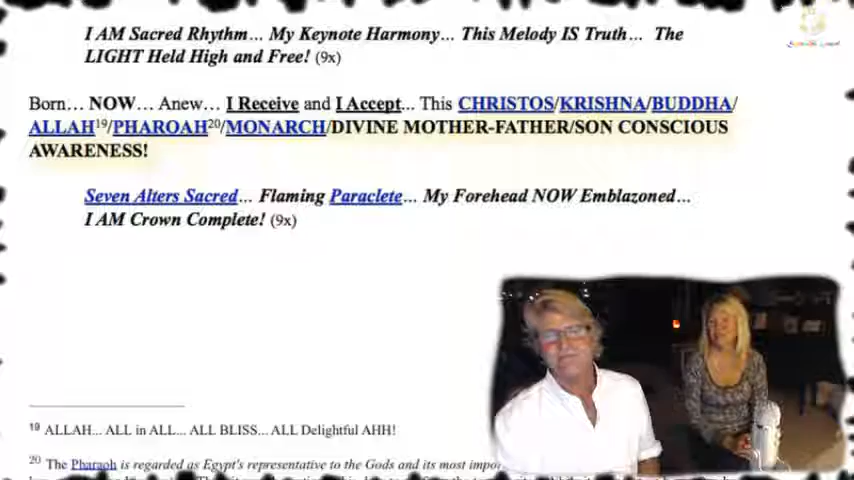 I AM Sacred Rhythm... My Keynote Harmony... This Melody IS Truth... The
LIGHT Held High and Free! (9x)
Born... NOW... Anew... I Receive and I Accept... This CHRISTOS/KRISHNA/BUDDHA/
ALLAH19/PHAROAH20/MONARCH/DIVINE MOTHER-FATHER/SON CONSCIOUS
AWARENESS!
Seven Alters Sacred... Flaming Paraclete... My Forehead NOW Emblazoned...
I AM Crown Complete! (9x)
19 ALLAH... ALL in ALL... ALL BLISS... ALL Delightful AHH!
20 The Pharaoh is regarded as Egypt's representative to the Gods and its most